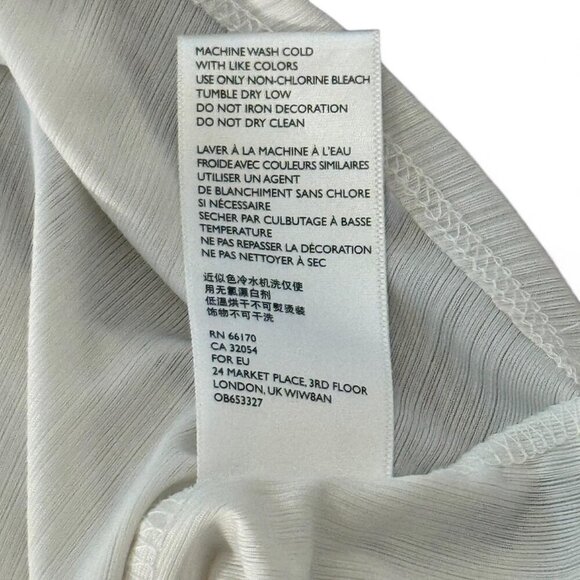 MACHINE WASH COLD
WITH LIKE COLORS
USE ONLY NON-CHLORINE BLEACH
TUMBLE DRY LOW
DO NOT IRON DECORATION
DO NOT DRY CLEAN
LAVER À LA MACHINE À L'EAU
FROIDE AVEC COULEURS SIMILAIRES
UTILISER UN AGENT
DE BLANCHIMENT SANS CHLORE
SI NÉCESSAIRE
SECHER PAR CULBUTAGE À BASSE
TEMPERATURE
NE PAS REPASSER LA DÉCORATION
NE PAS NETTOYER À SEC
近似色冷水机洗仅使
用无氯漂白剂
低温烘干不可熨烫装
饰物不可干洗
RN 66170
CA 32054
FOR EU
24 MARKET PLACE, 3RD FLOOR
LONDON, UK WIW8AN
OB653327